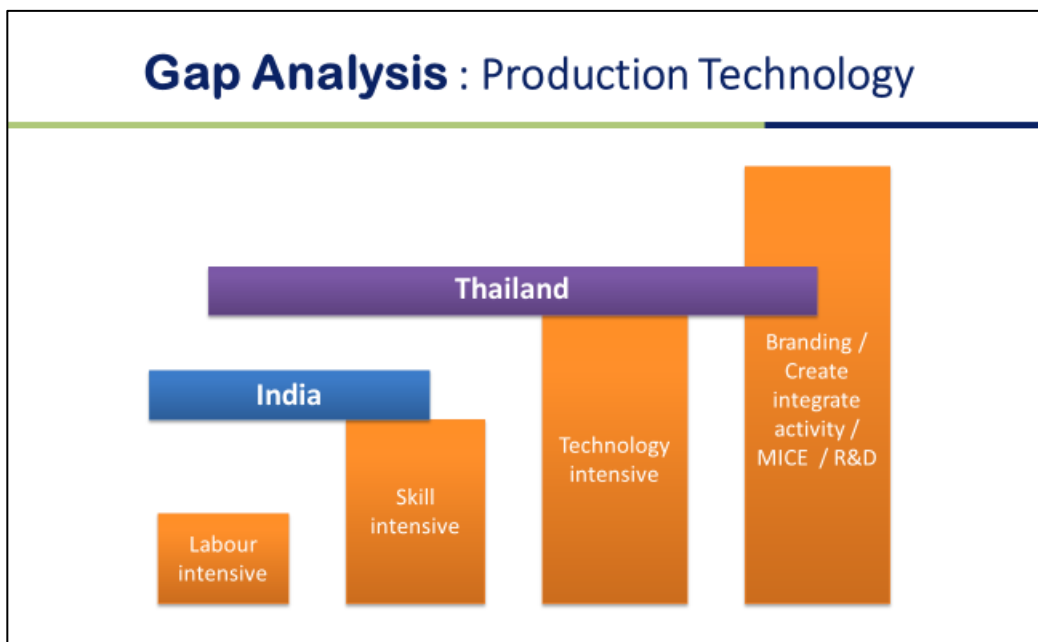 Gap Analysis : Production Technology
Thailand
India
Labour
intensive
Skill
intensive
Technology
intensive
Branding /
Create
integrate
activity /
MICE / R&D